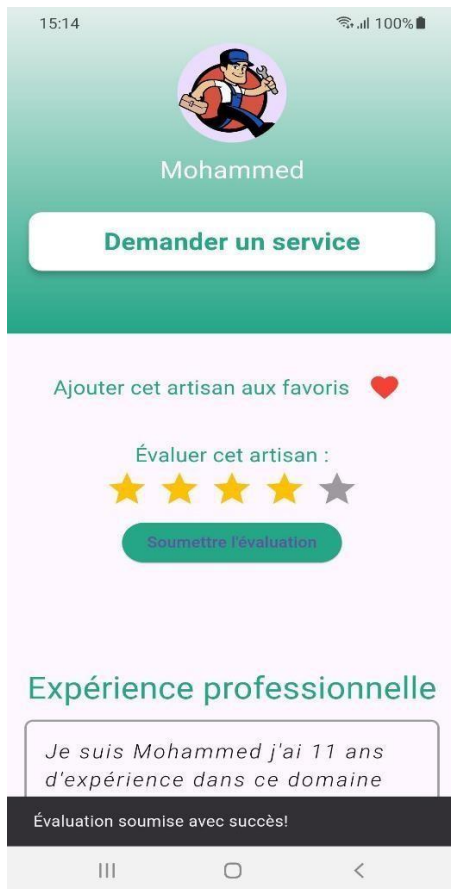 15:14
100%
Mohammed
Demander un service
Ajouter cet artisan aux favoris
Évaluer cet artisan :
Soumettre l'évaluation
Expérience professionnelle
Je suis Mohammed j'ai 11 ans
d'expérience dans ce domaine
Évaluation soumise avec succès!